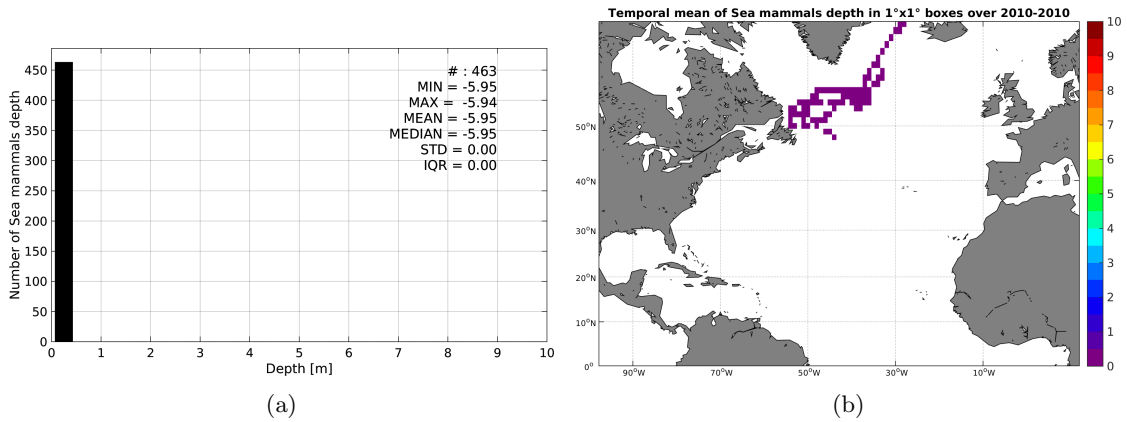 450
400
350
300
250
200
150
100
50
0
Number of Sea mammals depth
# : 463
MIN = -5.95
MAX = -5.94
MEAN = -5.95
MEDIAN = -5.95
STD = 0.00
IQR = 0.00
0 1 2 3 4 5 6 7 8 9 10
Depth [m]
(a)
Temporal mean of Sea mammals depth in 1°x1° boxes over 2010-2010
50°N
40°N
30°N
20°N
10°N
0°
90°W 70°W 50°W 30°W 10°W
10
9
8
7
6
5
4
3
2
1
0
(b)